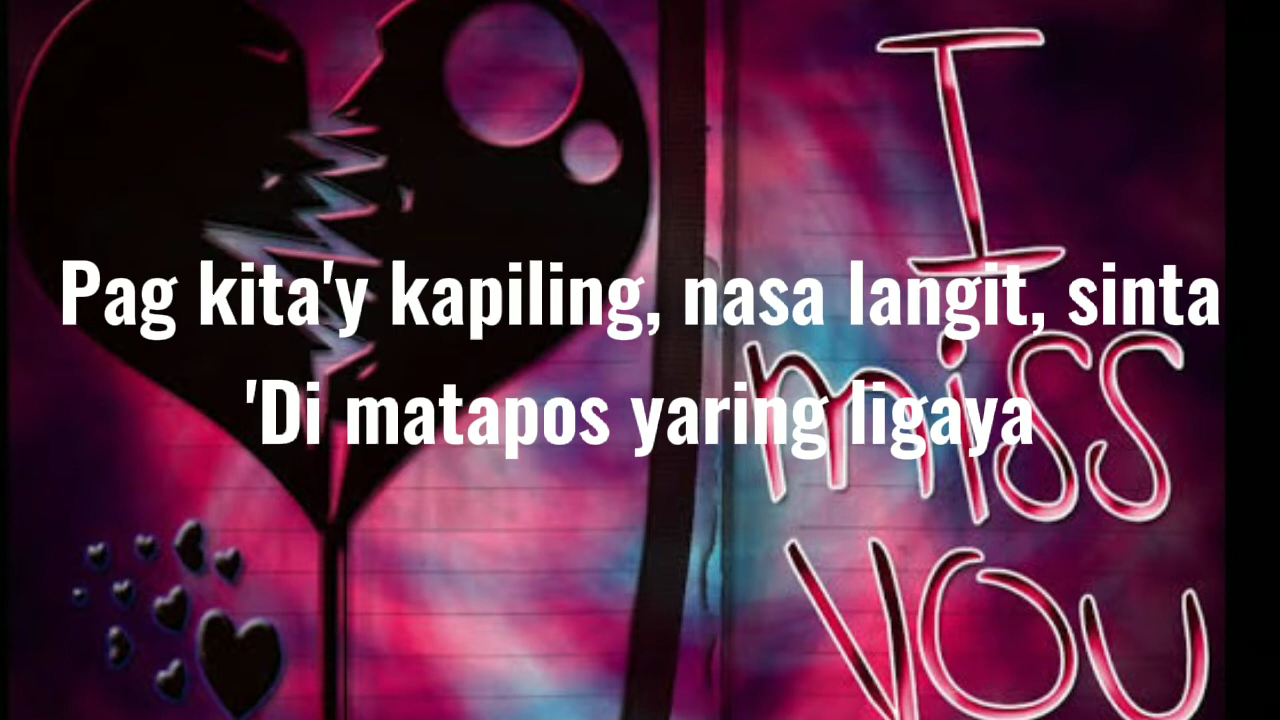 Pag kita'y kapiling, nasa langit, sinta
'Di matapos yaring ligaya
I
miss
you